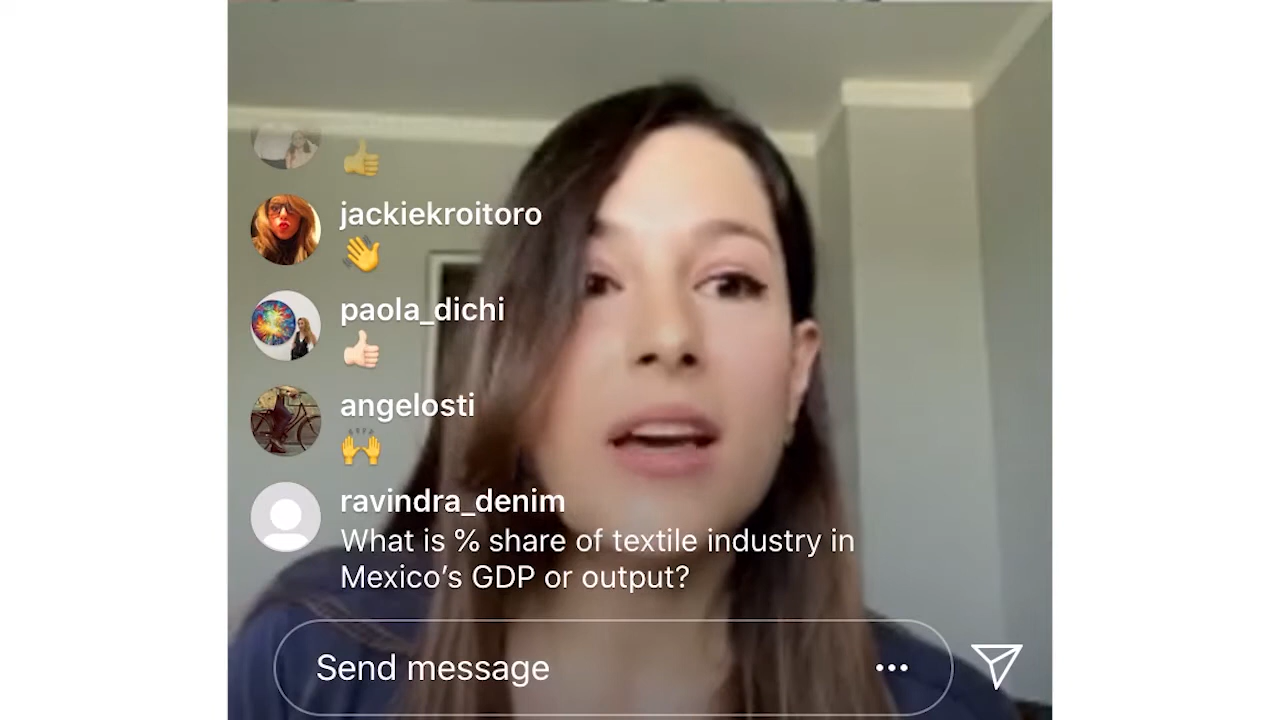 jackiekroitoro
👋
paola_dichi
👍🏻
angelosti
🙌
ravindra_denim
What is % share of textile industry in
Mexico’s GDP or output?
Send message